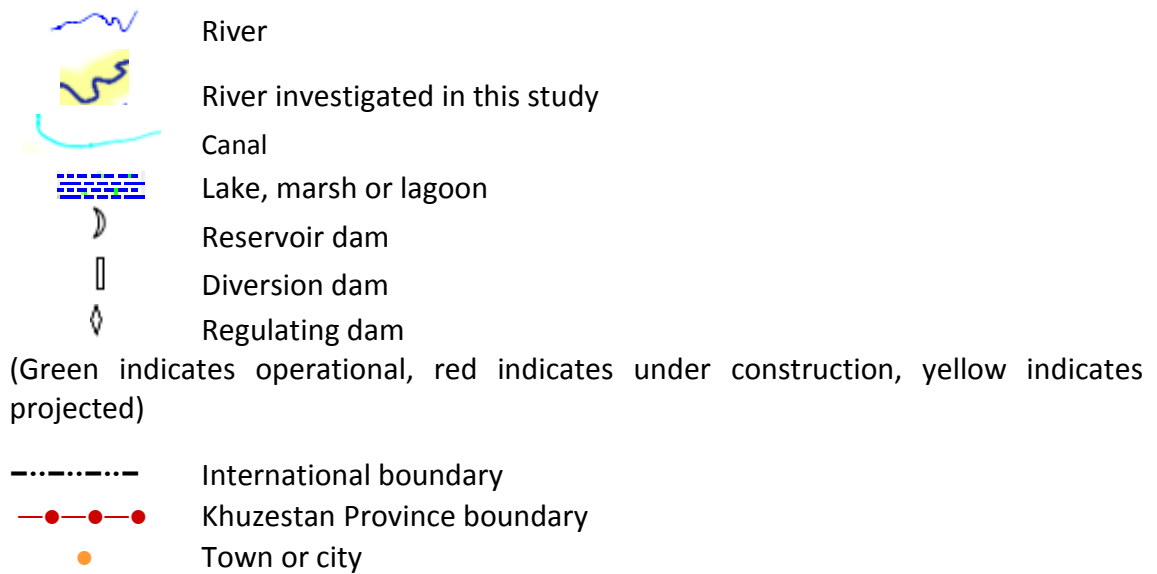 River
River investigated in this study
Canal
Lake, marsh or lagoon
Reservoir dam
Diversion dam
Regulating dam
(Green indicates operational, red indicates under construction, yellow indicates
projected)
International boundary
Khuzestan Province boundary
Town or city